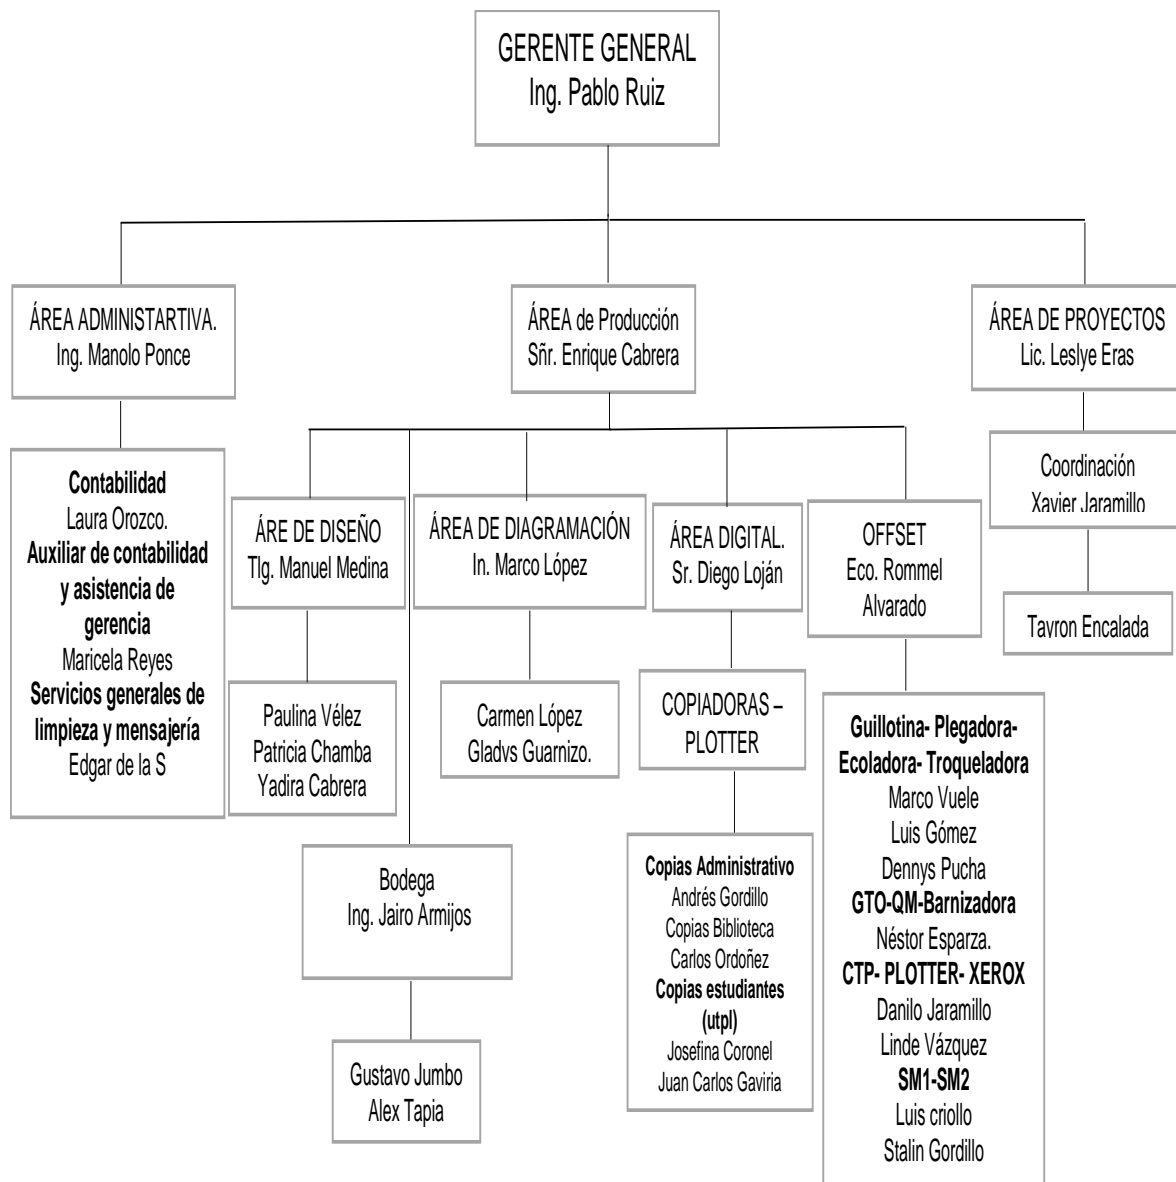 GERENTE GENERAL
Ing. Pablo Ruiz
ÁREA ADMINISTARTIVA.
Ing. Manolo Ponce
ÁREA de Producción
Sñr. Enrique Cabrera
ÁREA DE PROYECTOS
Lic. Leslye Eras
Contabilidad
Laura Orozco.
Auxiliar de contabilidad
y asistencia de
gerencia
Maricela Reyes
Servicios generales de
limpieza y mensajería
Edgar de la S
ÁRE DE DISEÑO
Tlg. Manuel Medina
ÁREA DE DIAGRAMACIÓN
In. Marco López
ÁREA DIGITAL.
Sr. Diego Loján
OFFSET
Eco. Rommel
Alvarado
Coordinación
Xavier Jaramillo
Tayron Encalada
Paulina Vélez
Patricia Chamba
Yadira Cabrera
Carmen López
Gladys Guarnizo.
COPIADORAS –
PLOTTER
Bodega
Ing. Jairo Armijos
Gustavo Jumbo
Alex Tapia
Copias Administrativo
Andrés Gordillo
Copias Biblioteca
Carlos Ordoñez
Copias estudiantes
(utpl)
Josefina Coronel
Juan Carlos Gaviria
Guillotina- Plegadora-
Ecoladora- Troqueladora
Marco Vuele
Luis Gómez
Dennys Pucha
GTO-QM-Barnizadora
Néstor Esparza.
CTP- PLOTTER- XEROX
Danilo Jaramillo
Linde Vázquez
SM1-SM2
Luis criollo
Stalin Gordillo